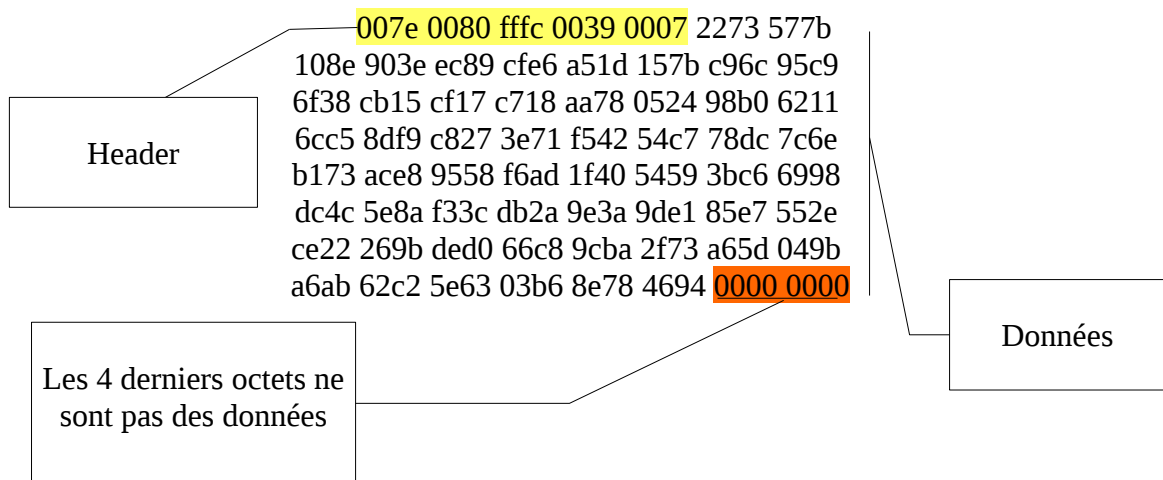 007e 0080 fffc 0039 0007 2273 577b
108e 903e ec89 cfe6 a51d 157b c96c 95c9
6f38 cb15 cf17 c718 aa78 0524 98b0 6211
6cc5 8df9 c827 3e71 f542 54c7 78dc 7c6e
b173 ace8 9558 f6ad 1f40 5459 3bc6 6998
dc4c 5e8a f33c db2a 9e3a 9de1 85e7 552e
ce22 269b ded0 66c8 9cba 2f73 a65d 049b
a6ab 62c2 5e63 03b6 8e78 4694 0000 0000
Header
Données
Les 4 derniers octets ne
sont pas des données